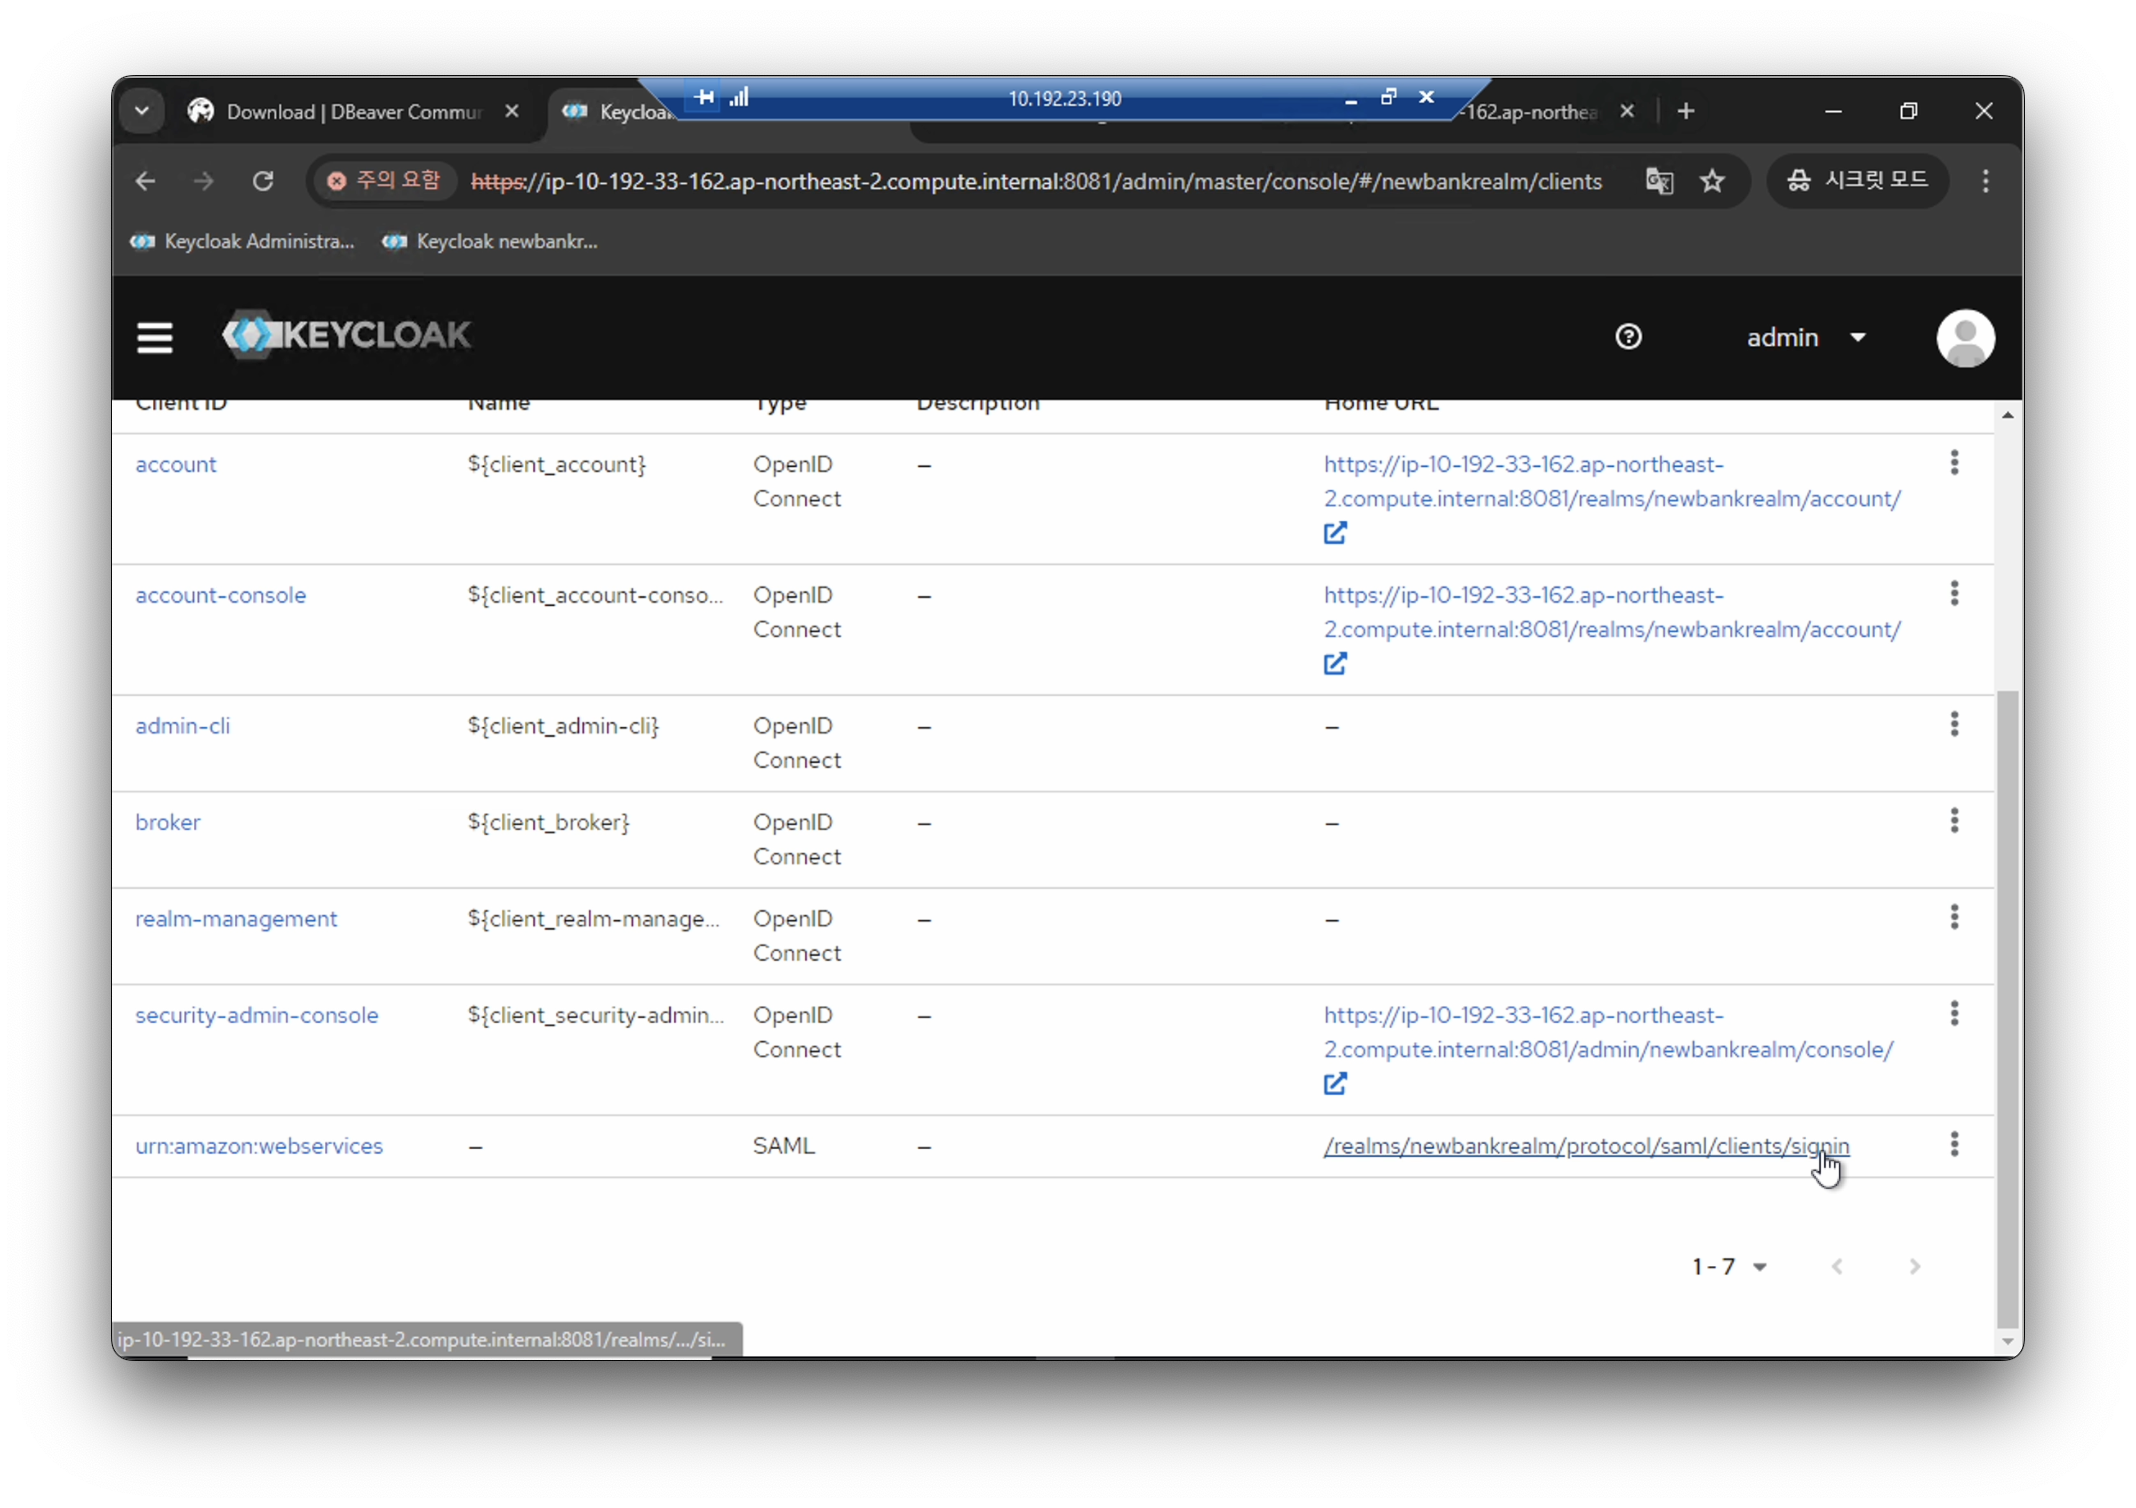 10.192.23.190
Download | DBeaver Commu
Keycloa
-162.ap-northea
주의 요함
https://ip-10-192-33-162.ap-northeast-2.compute.internal:8081/admin/master/console/#/newbankrealm/clients
시크릿 모드
Keycloak Administra...
Keycloak newbankr...
KEYCLOAK
admin
Client ID Name Type Description Home URL
account ${client_account} OpenID Connect – https://ip-10-192-33-162.ap-northeast-
2.compute.internal:8081/realms/newbankrealm/account/
account-console ${client_account-conso... OpenID Connect – https://ip-10-192-33-162.ap-northeast-
2.compute.internal:8081/realms/newbankrealm/account/
admin-cli ${client_admin-cli} OpenID Connect – –
broker ${client_broker} OpenID Connect – –
realm-management ${client_realm-manage... OpenID Connect – –
security-admin-console ${client_security-admin... OpenID Connect – https://ip-10-192-33-162.ap-northeast-
2.compute.internal:8081/admin/newbankrealm/console/
urn:amazon:webservices – SAML – /realms/newbankrealm/protocol/saml/clients/signin
1 - 7
ip-10-192-33-162.ap-northeast-2.compute.internal:8081/realms/.../si...